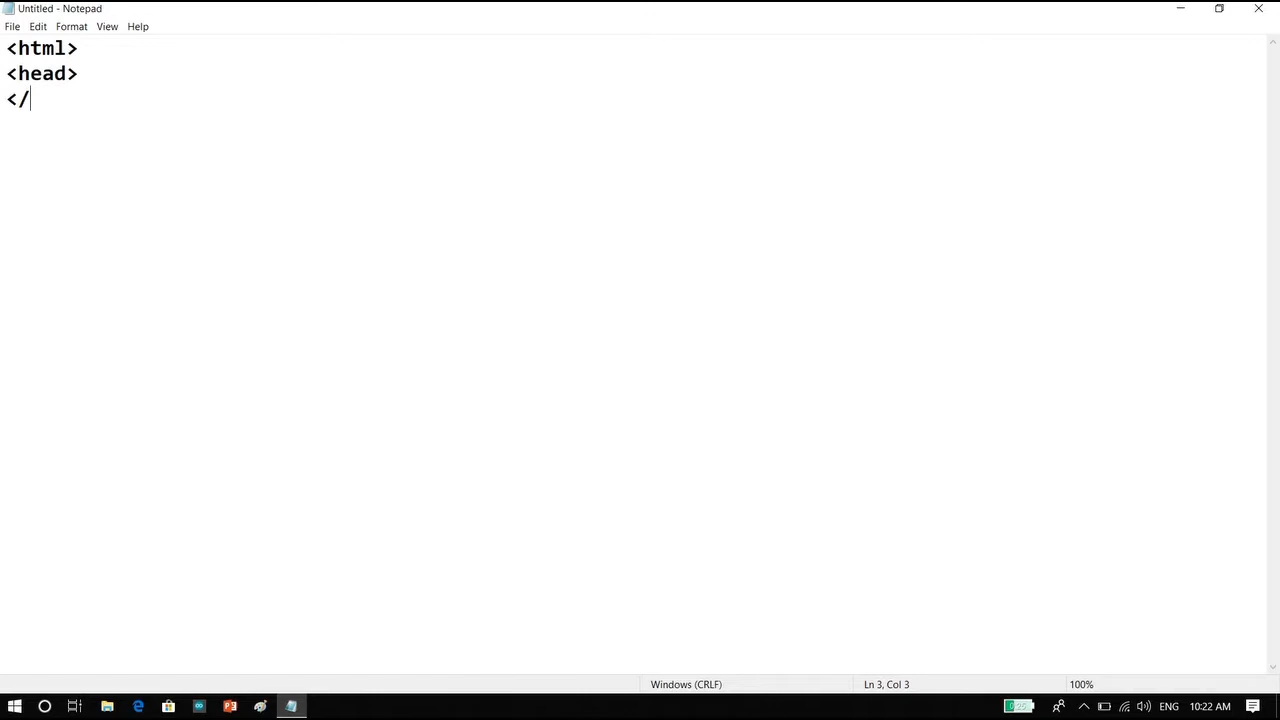 Untitled - Notepad
File Edit Format View Help
<html>
<head>
</
Windows (CRLF) Ln 3, Col 3 100%
ENG 10:22 AM